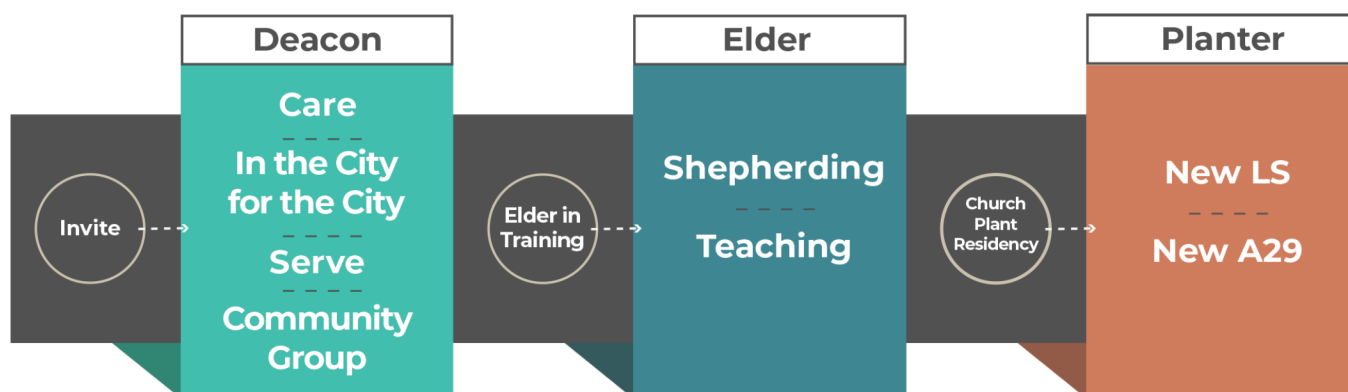 Deacon
Elder
Planter
Invite
Care
In the City
for the City
Serve
Community
Group
Elder in
Training
Shepherding
Teaching
Church
Plant
Residency
New LS
New A29